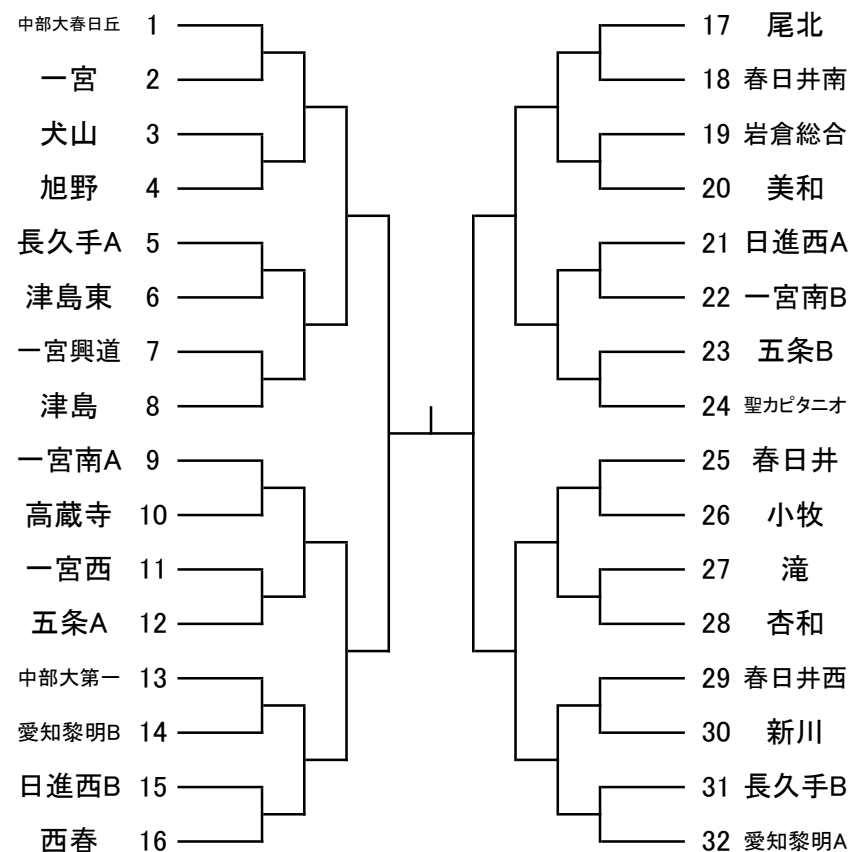 中部大春日丘 1
一宮 2
犬山 3
旭野 4
長久手A 5
津島東 6
一宮興道 7
津島 8
一宮南A 9
高蔵寺 10
一宮西 11
五条A 12
中部大第一 13
愛知黎明B 14
日進西B 15
西春 16
17 尾北
18 春日井南
19 岩倉総合
20 美和
21 日進西A
22 一宮南B
23 五条B
24 聖カピタニオ
25 春日井
26 小牧
27 滝
28 杏和
29 春日井西
30 新川
31 長久手B
32 愛知黎明A